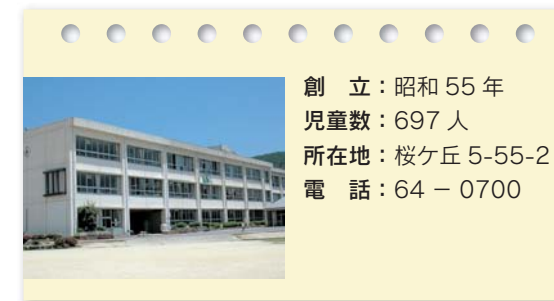 創　立：昭和 55 年
児童数：697 人
所在地：桜ケ丘 5-55-2
電　話：64 − 0700